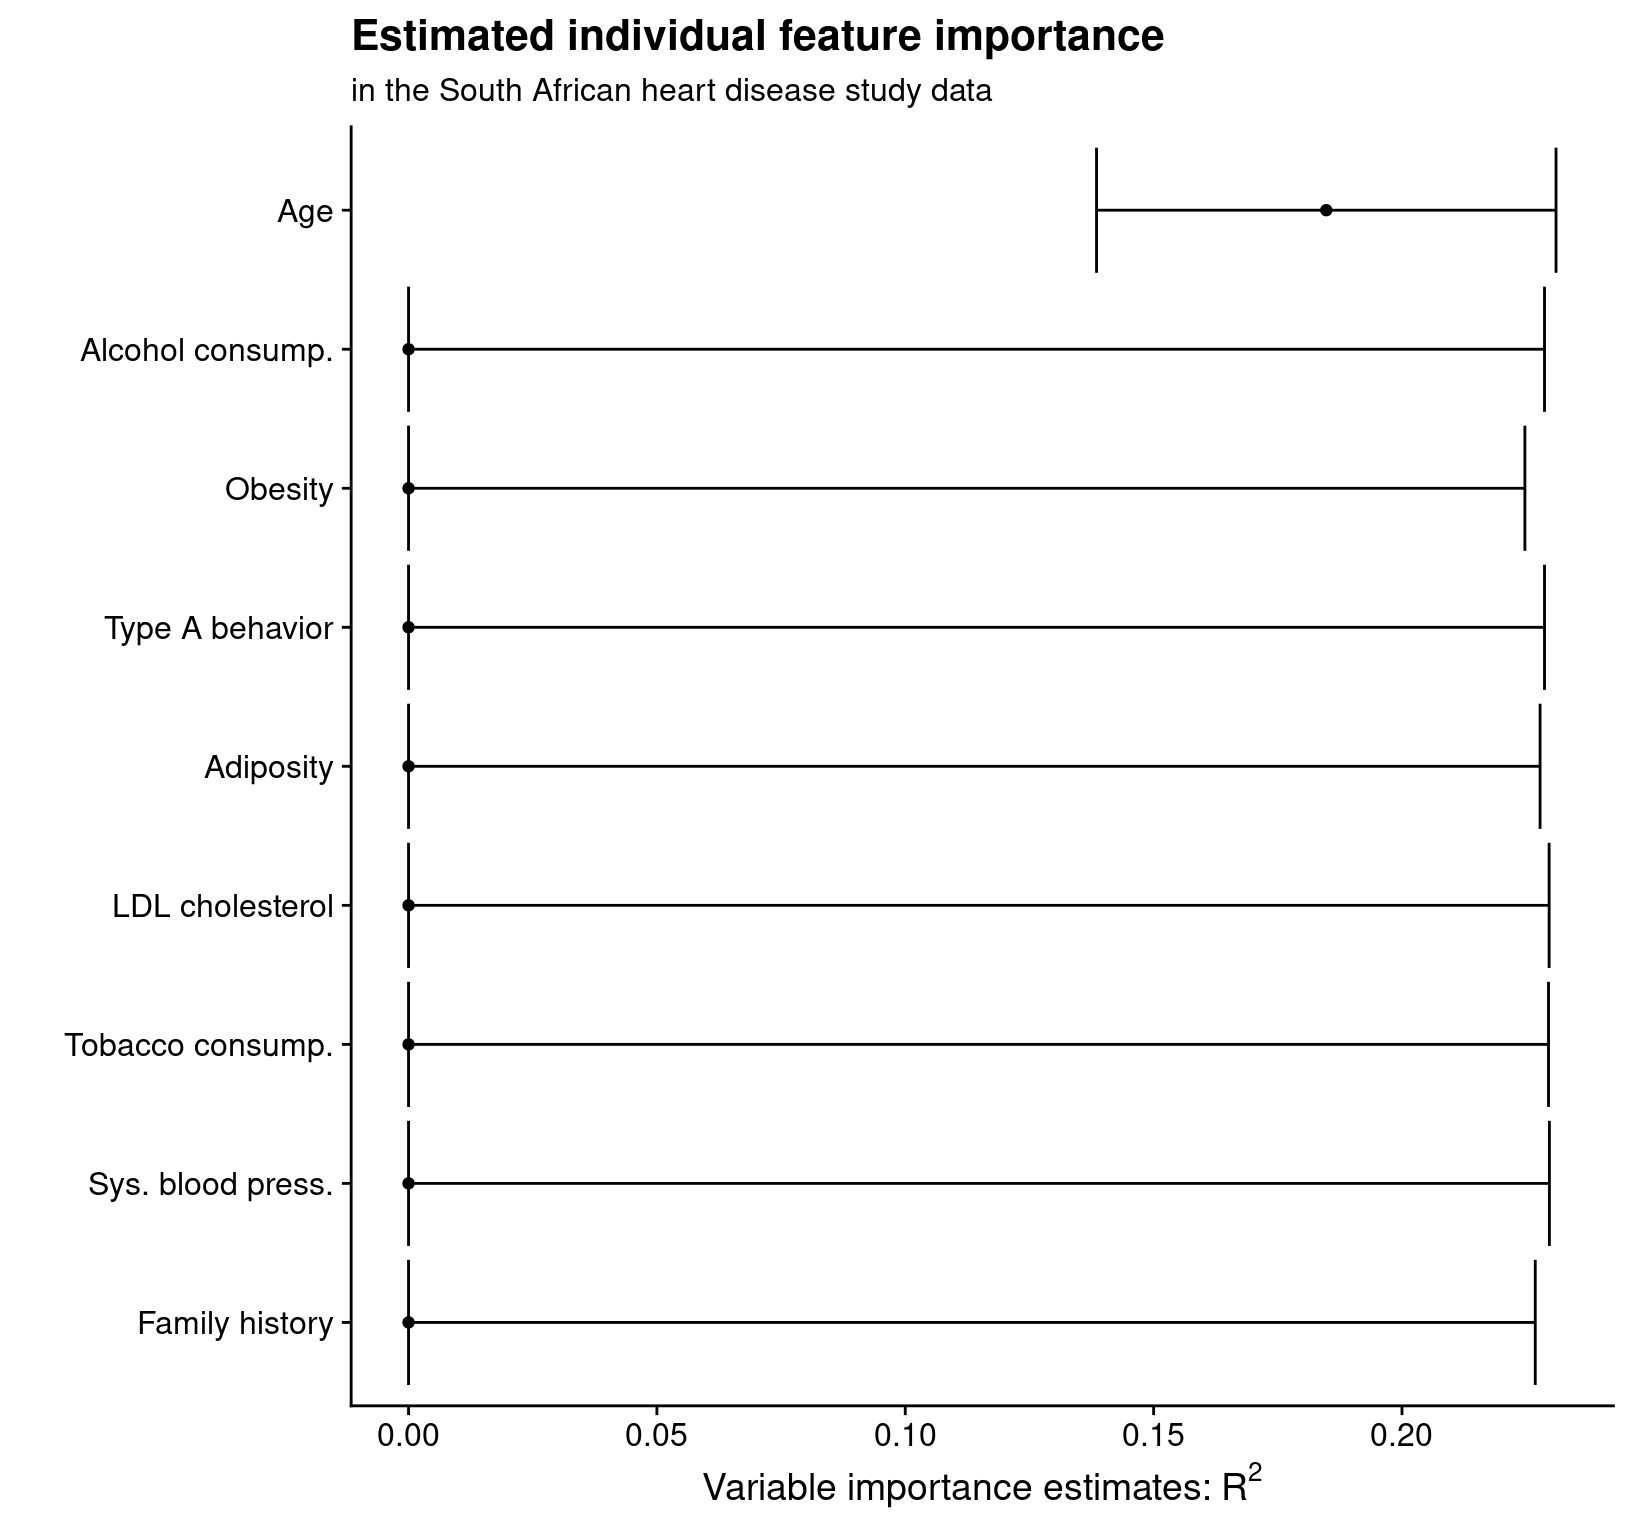 Estimated individual feature importance
in the South African heart disease study data
Age
Alcohol consump.
Obesity
Type A behavior
Adiposity
LDL cholesterol
Tobacco consump.
Sys. blood press.
Family history
0.00 0.05 0.10 0.15 0.20
Variable importance estimates: R²